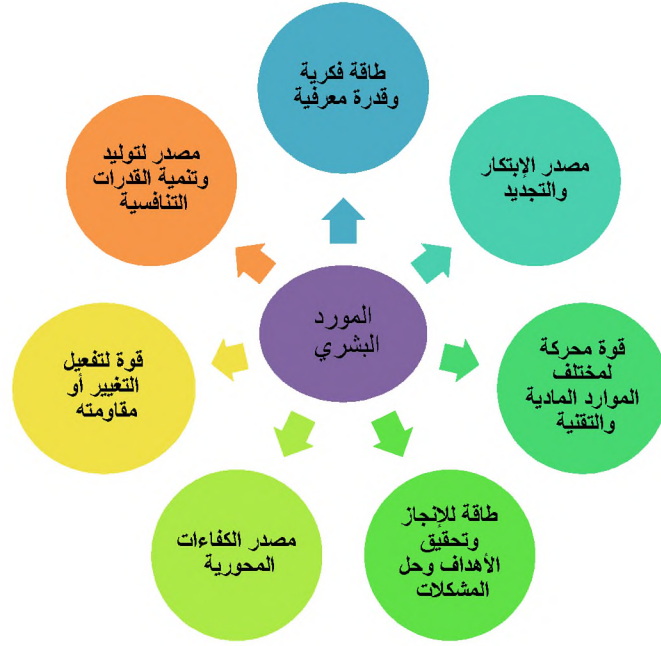 طاقة فكرية
وقدرة معرفية
مصدر الإبتكار
والتجديد
قوة محركة
لمختلف
الموارد المادية
والتقنية
طاقة للإنجاز
وتحقيق
الأهداف وحل
المشكلات
مصدر الكفاءات
المحورية
قوة لتفعيل
التغيير أو
مقاومته
مصدر لتوليد
وتنمية القدرات
التنافسية
المورد
البشري